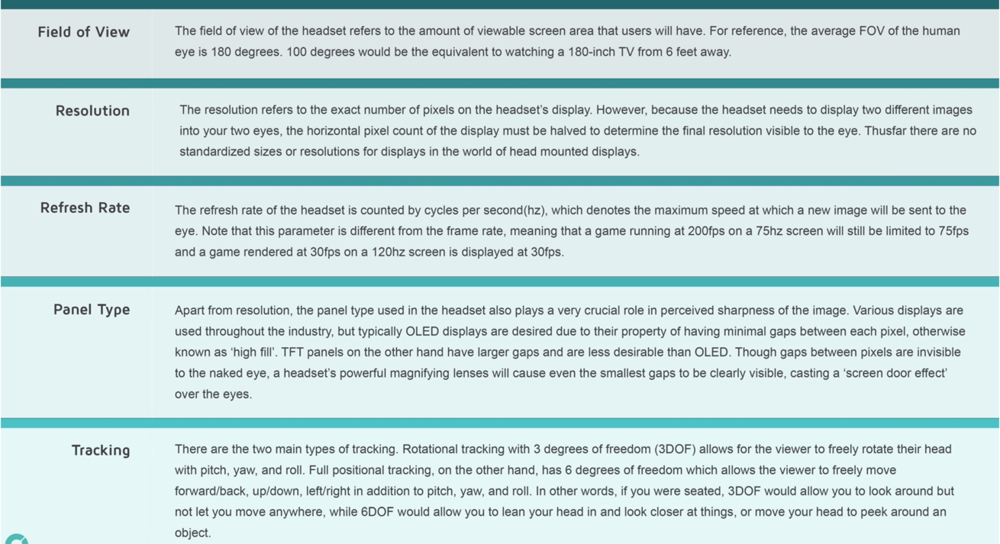 Field of View
The field of view of the headset refers to the amount of viewable screen area that users will have. For reference, the average FOV of the human
eye is 180 degrees. 100 degrees would be the equivalent to watching a 180-inch TV from 6 feet away.
Resolution
The resolution refers to the exact number of pixels on the headset's display. However, because the headset needs to display two different images
into your two eyes, the horizontal pixel count of the display must be halved to determine the final resolution visible to the eye. Thusfar there are no
standardized sizes or resolutions for displays in the world of head mounted displays.
Refresh Rate
The refresh rate of the headset is counted by cycles per second(hz), which denotes the maximum speed at which a new image will be sent to the
eye. Note that this parameter is different from the frame rate, meaning that a game running at 200fps on a 75hz screen will still be limited to 75fps
and a game rendered at 30fps on a 120hz screen is displayed at 30fps.
Panel Type
Apart from resolution, the panel type used in the headset also plays a very crucial role in perceived sharpness of the image. Various displays are
used throughout the industry, but typically OLED displays are desired due to their property of having minimal gaps between each pixel, otherwise
known as ‘high fill’. TFT panels on the other hand have larger gaps and are less desirable than OLED. Though gaps between pixels are invisible
to the naked eye, a headset's powerful magnifying lenses will cause even the smallest gaps to be clearly visible, casting a ‘screen door effect’
over the eyes.
Tracking
There are the two main types of tracking. Rotational tracking with 3 degrees of freedom (3DOF) allows for the viewer to freely rotate their head
with pitch, yaw, and roll. Full positional tracking, on the other hand, has 6 degrees of freedom which allows the viewer to freely move
forward/back, up/down, left/right in addition to pitch, yaw, and roll. In other words, if you were seated, 3DOF would allow you to look around but
not let you move anywhere, while 6DOF would allow you to lean your head in and look closer at things, or move your head to peek around an
object.